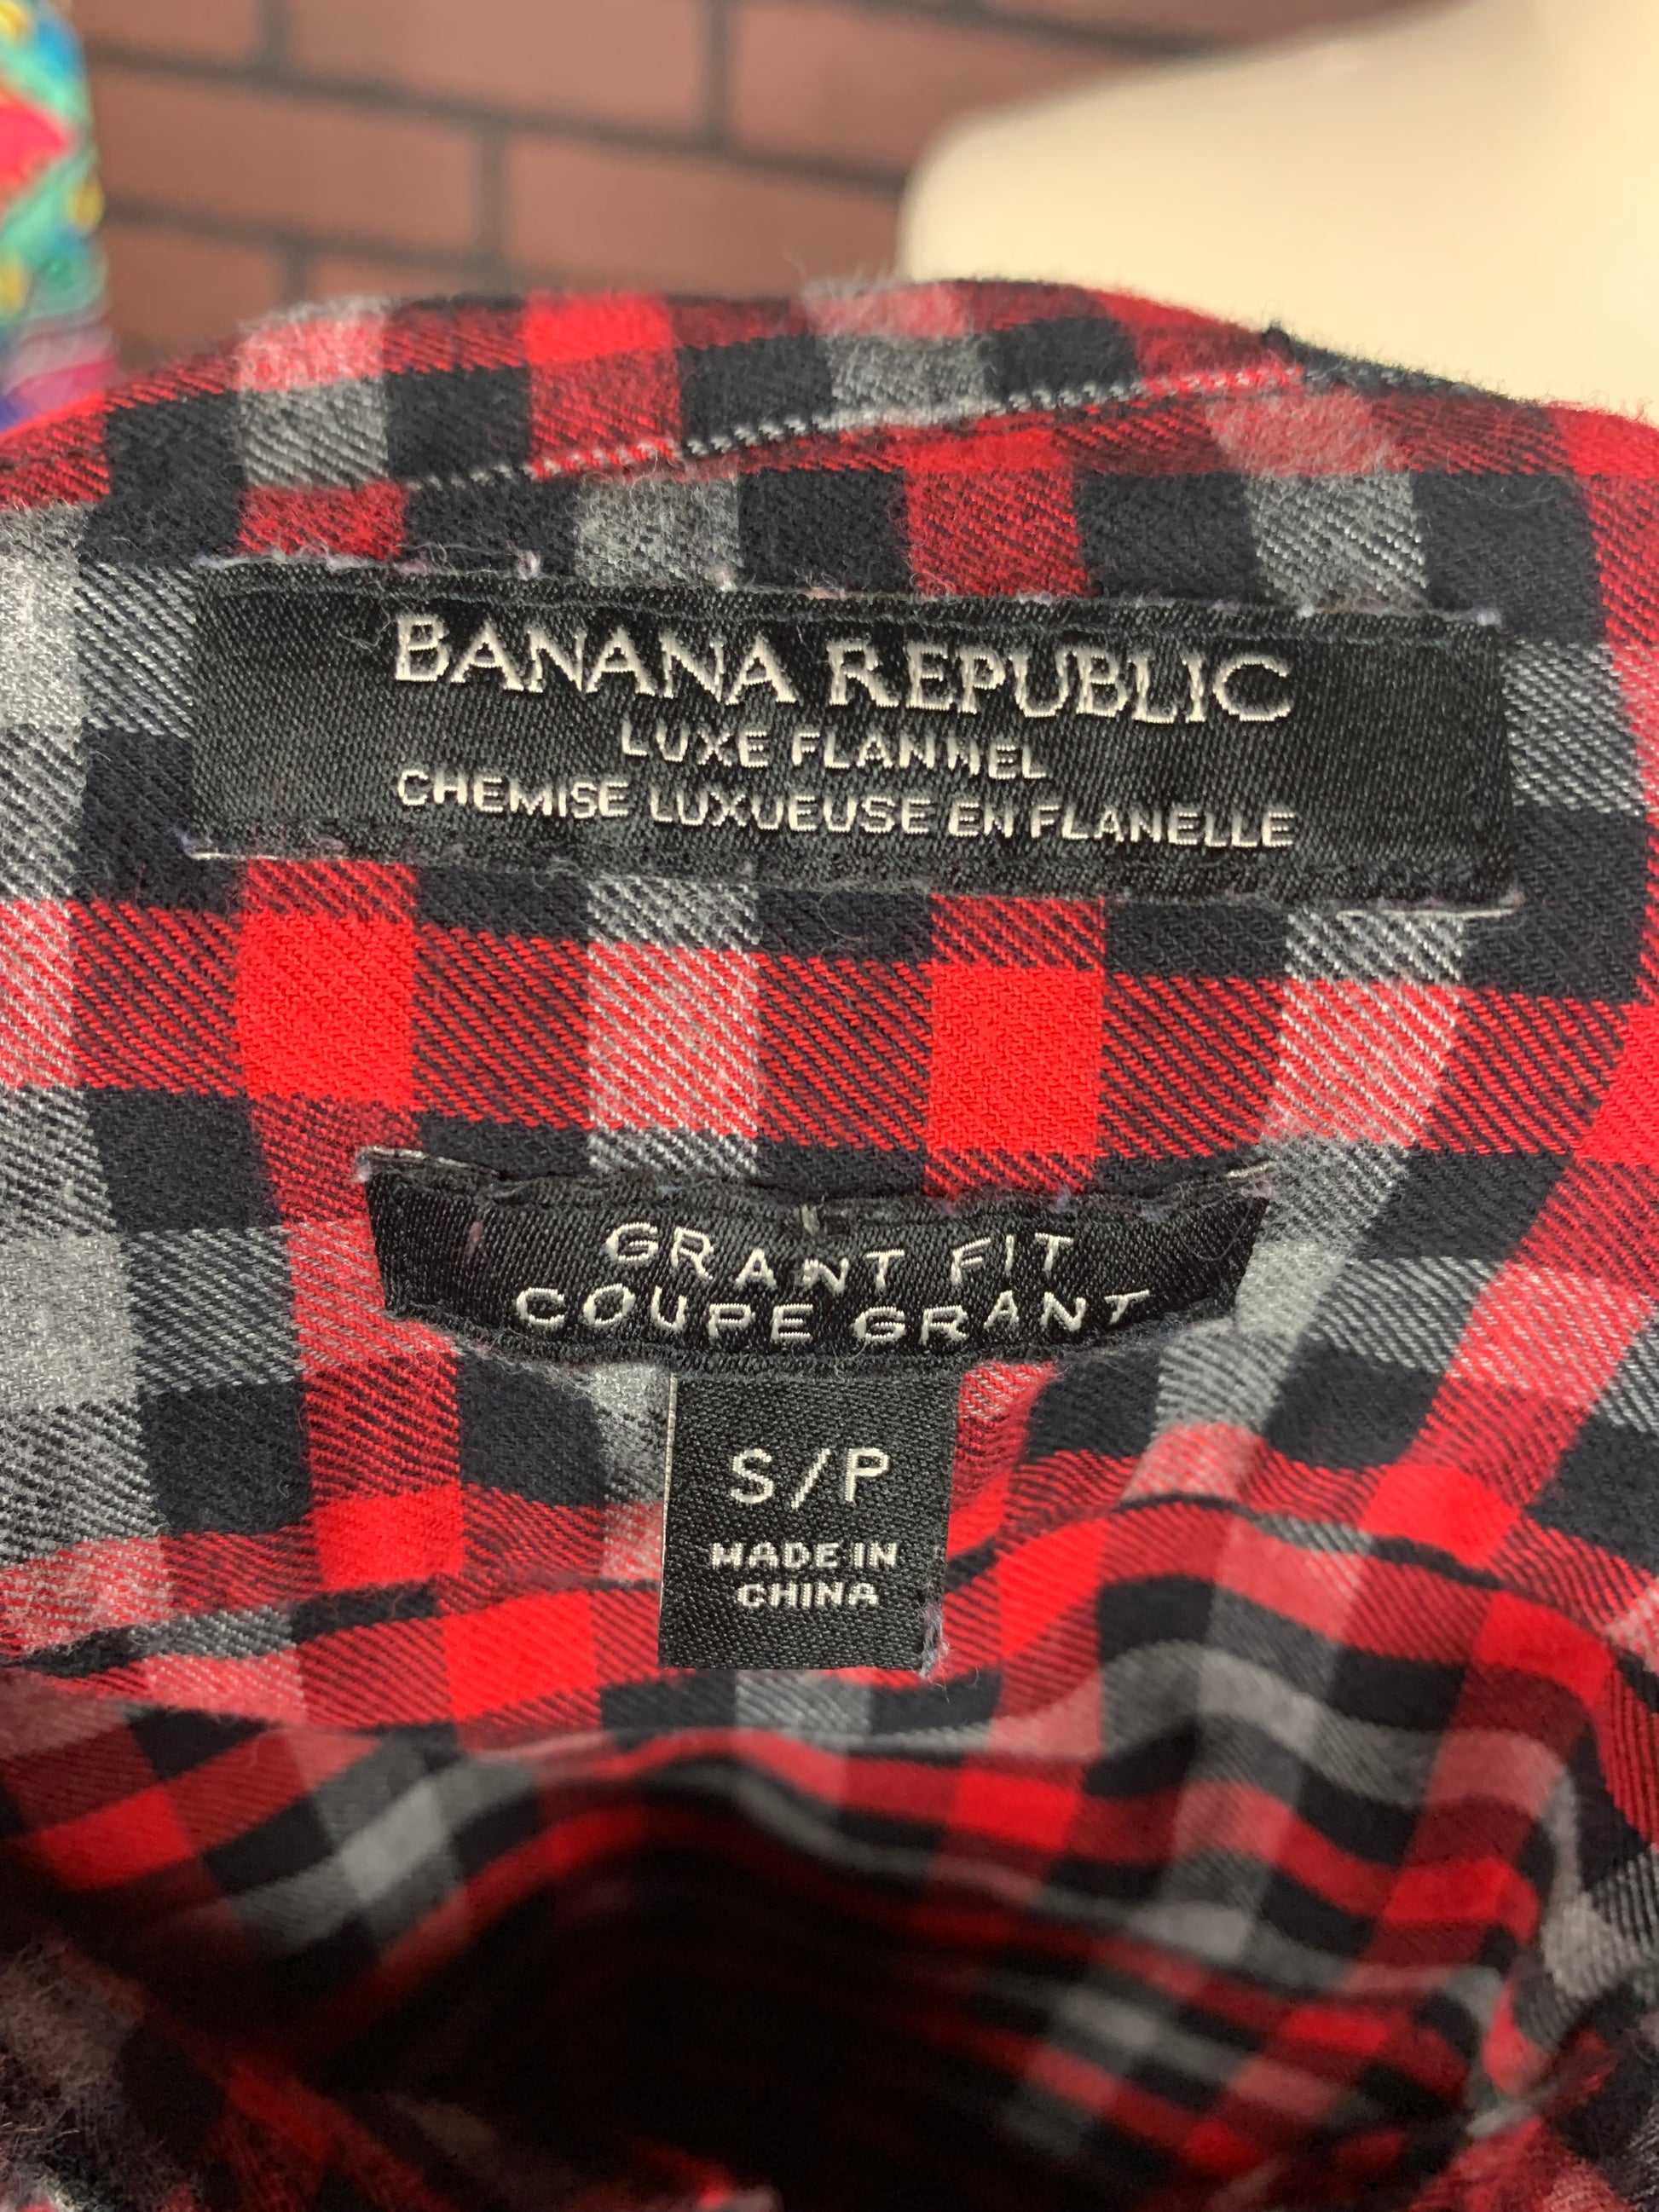 BANANA REPUBLIC
LUXE FLANNEL
CHEMISE LUXUEUSE EN FLANELLE
GRANT FIT
COUPE GRANT
S/P
MADE IN
CHINA